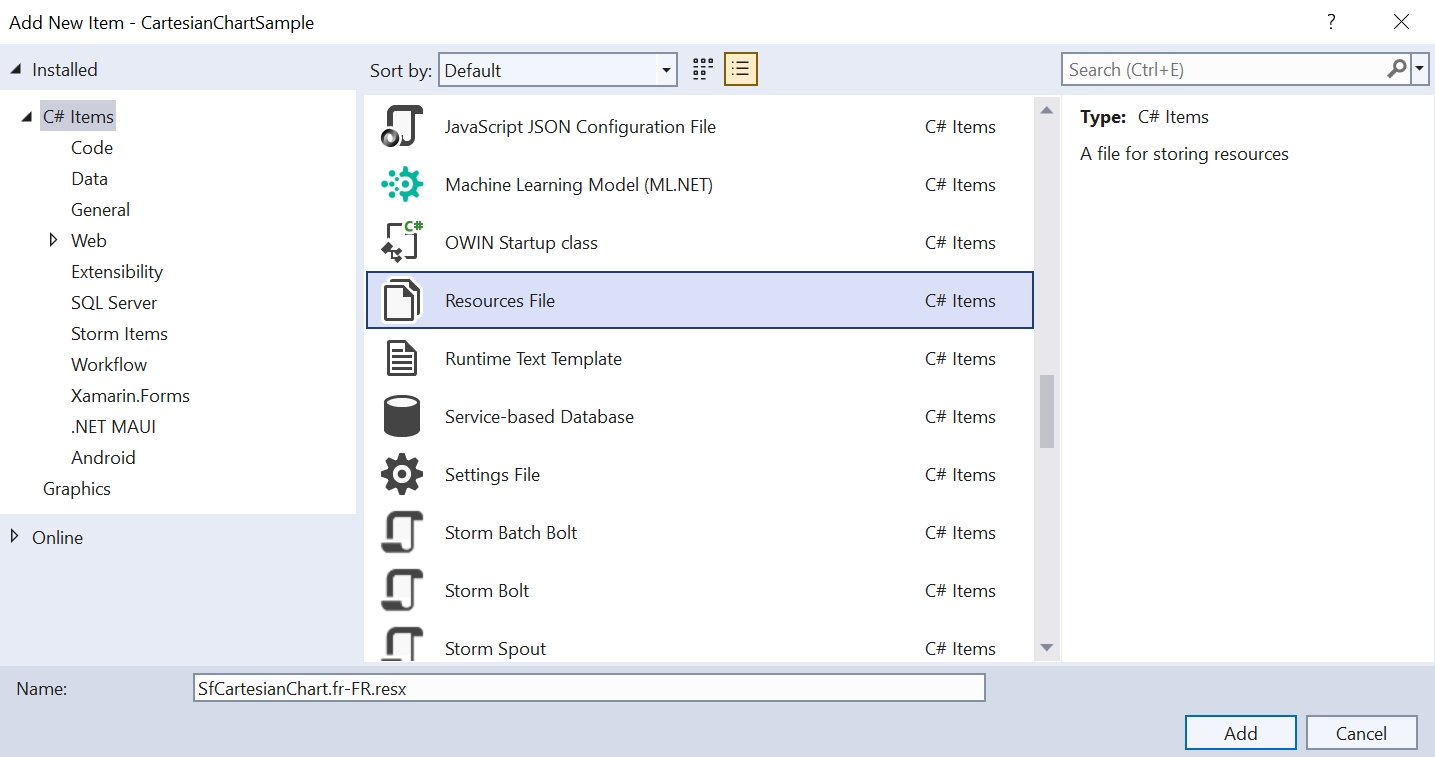 Add New Item - CartesianChartSample
?
Installed
Sort by: Default
Search (Ctrl+E)
C# Items
Code
Data
General
Web
Extensibility
SQL Server
Storm Items
Workflow
Xamarin.Forms
.NET MAUI
Android
Graphics
Online
JavaScript JSON Configuration File C# Items
Machine Learning Model (ML.NET) C# Items
C#
OWIN Startup class C# Items
Resources File C# Items
Runtime Text Template C# Items
Service-based Database C# Items
Settings File C# Items
Storm Batch Bolt C# Items
Storm Bolt C# Items
Storm Spout C# Items
Type: C# Items
A file for storing resources
Name: SfCartesianChart.fr-FR.resx
Add Cancel